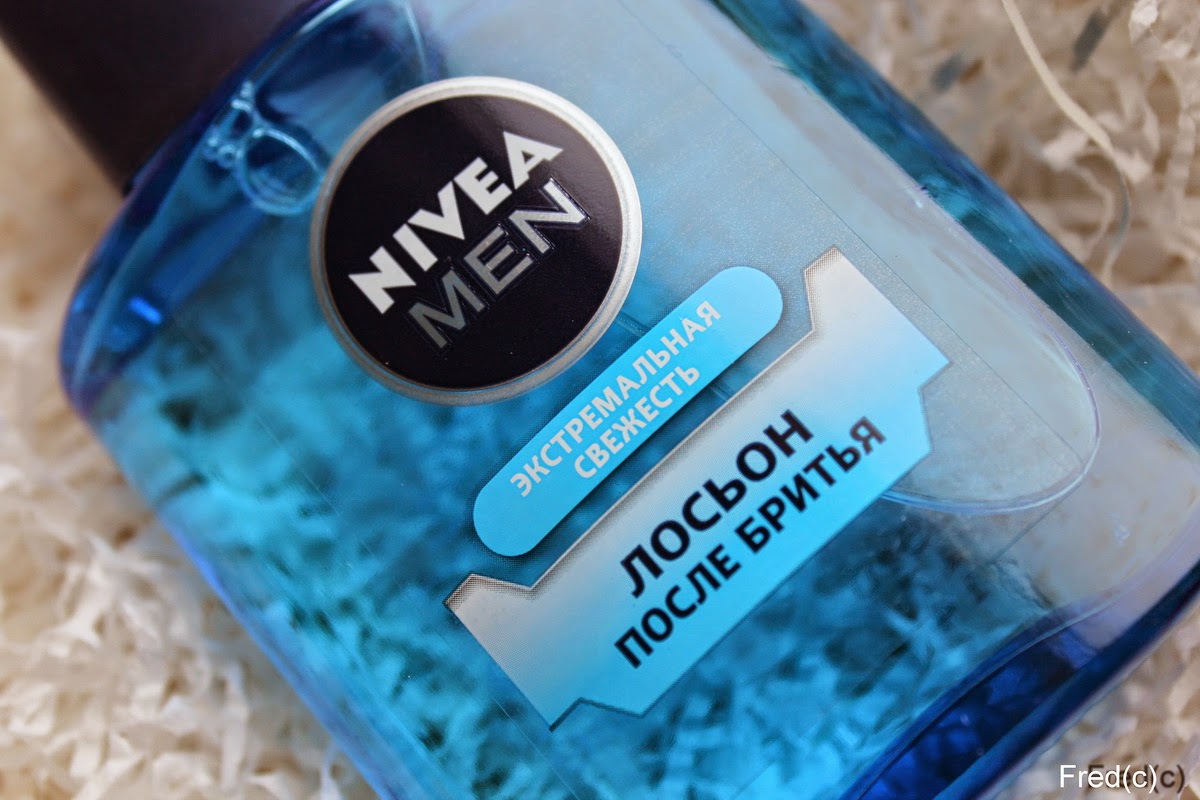 NIVEA
MEN
ЭКСТРЕМАЛЬНАЯ
СВЕЖЕСТЬ
ЛОСЬОН
ПОСЛЕ БРИТЬЯ
Fred(c)